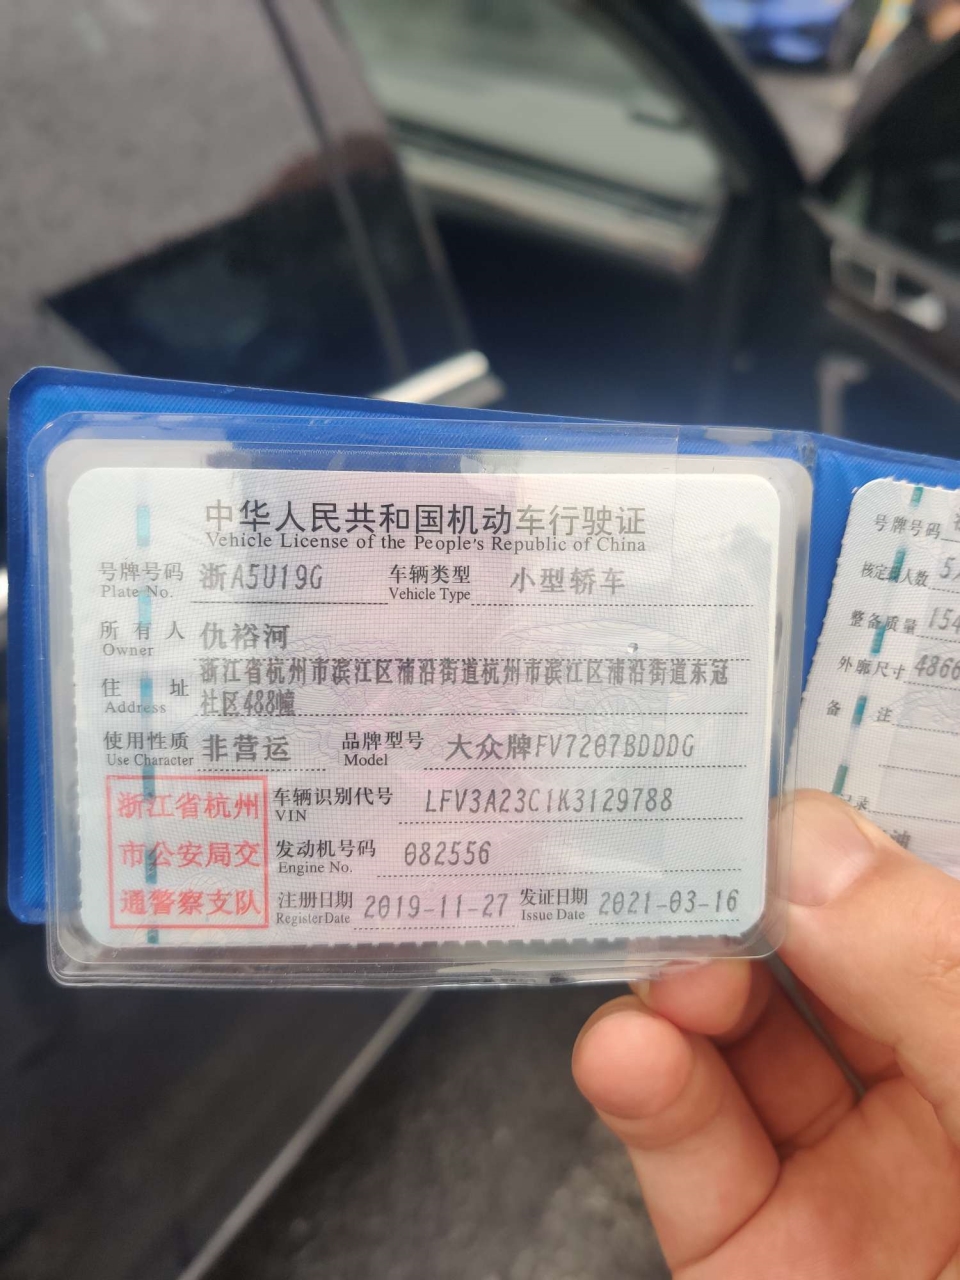 中华人民共和国机动车行驶证
Vehicle License of the People's Republic of China
号牌号码 浙A5U19G 车辆类型 小型轿车
Plate No. Vehicle Type
所有人 仇裕河
Owner
住址 浙江省杭州市滨江区浦沿街道杭州市滨江区浦沿街道东冠
Address 社区488幢
使用性质 非营运 品牌型号 大众牌FV7207BDDDG
Use Character Model
浙江省杭州
市公安局交
通警察支队
车辆识别代号 LFV3A23C1K3129788
VIN
发动机号码 082556
Engine No.
注册日期 2019-11-27 发证日期 2021-03-16
Register Date Issue Date
号牌号码
核定载人数 5
整备质量 154
外廓尺寸 4866
备注